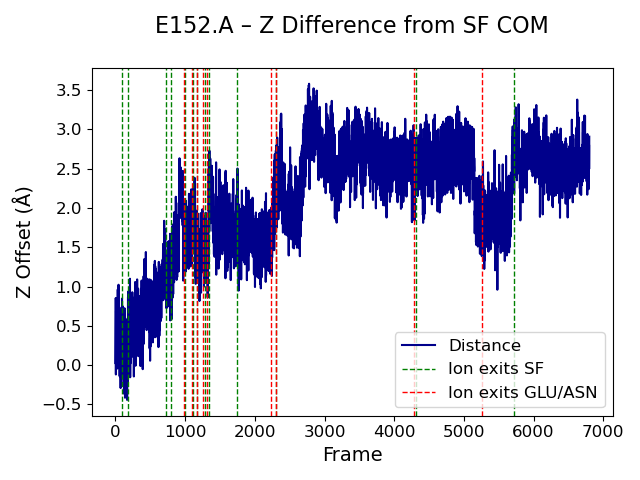 E152.A – Z Difference from SF COM
3.5
3.0
2.5
2.0
1.5
1.0
0.5
0.0
−0.5
Z Offset (Å)
Distance
Ion exits SF
Ion exits GLU/ASN
0 1000 2000 3000 4000 5000 6000 7000
Frame